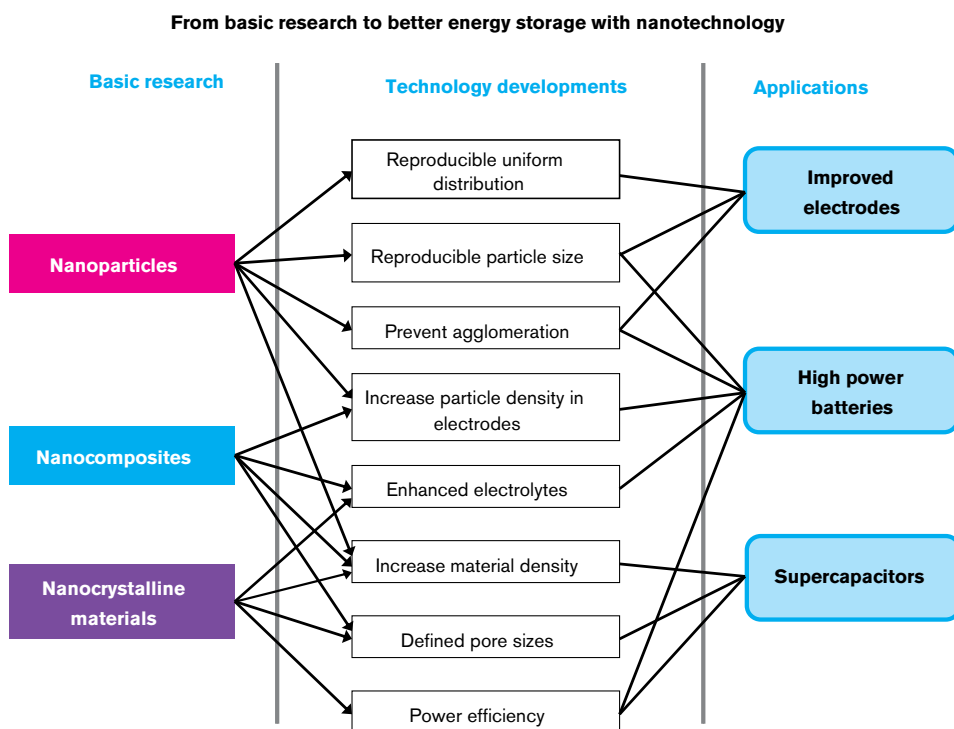 From basic research to better energy storage with nanotechnology
Basic research
Technology developments
Applications
Nanoparticles
Nanocomposites
Nanocrystalline
materials
Reproducible uniform
distribution
Reproducible particle size
Prevent agglomeration
Increase particle density in
electrodes
Enhanced electrolytes
Increase material density
Defined pore sizes
Power efficiency
Improved
electrodes
High power
batteries
Supercapacitors